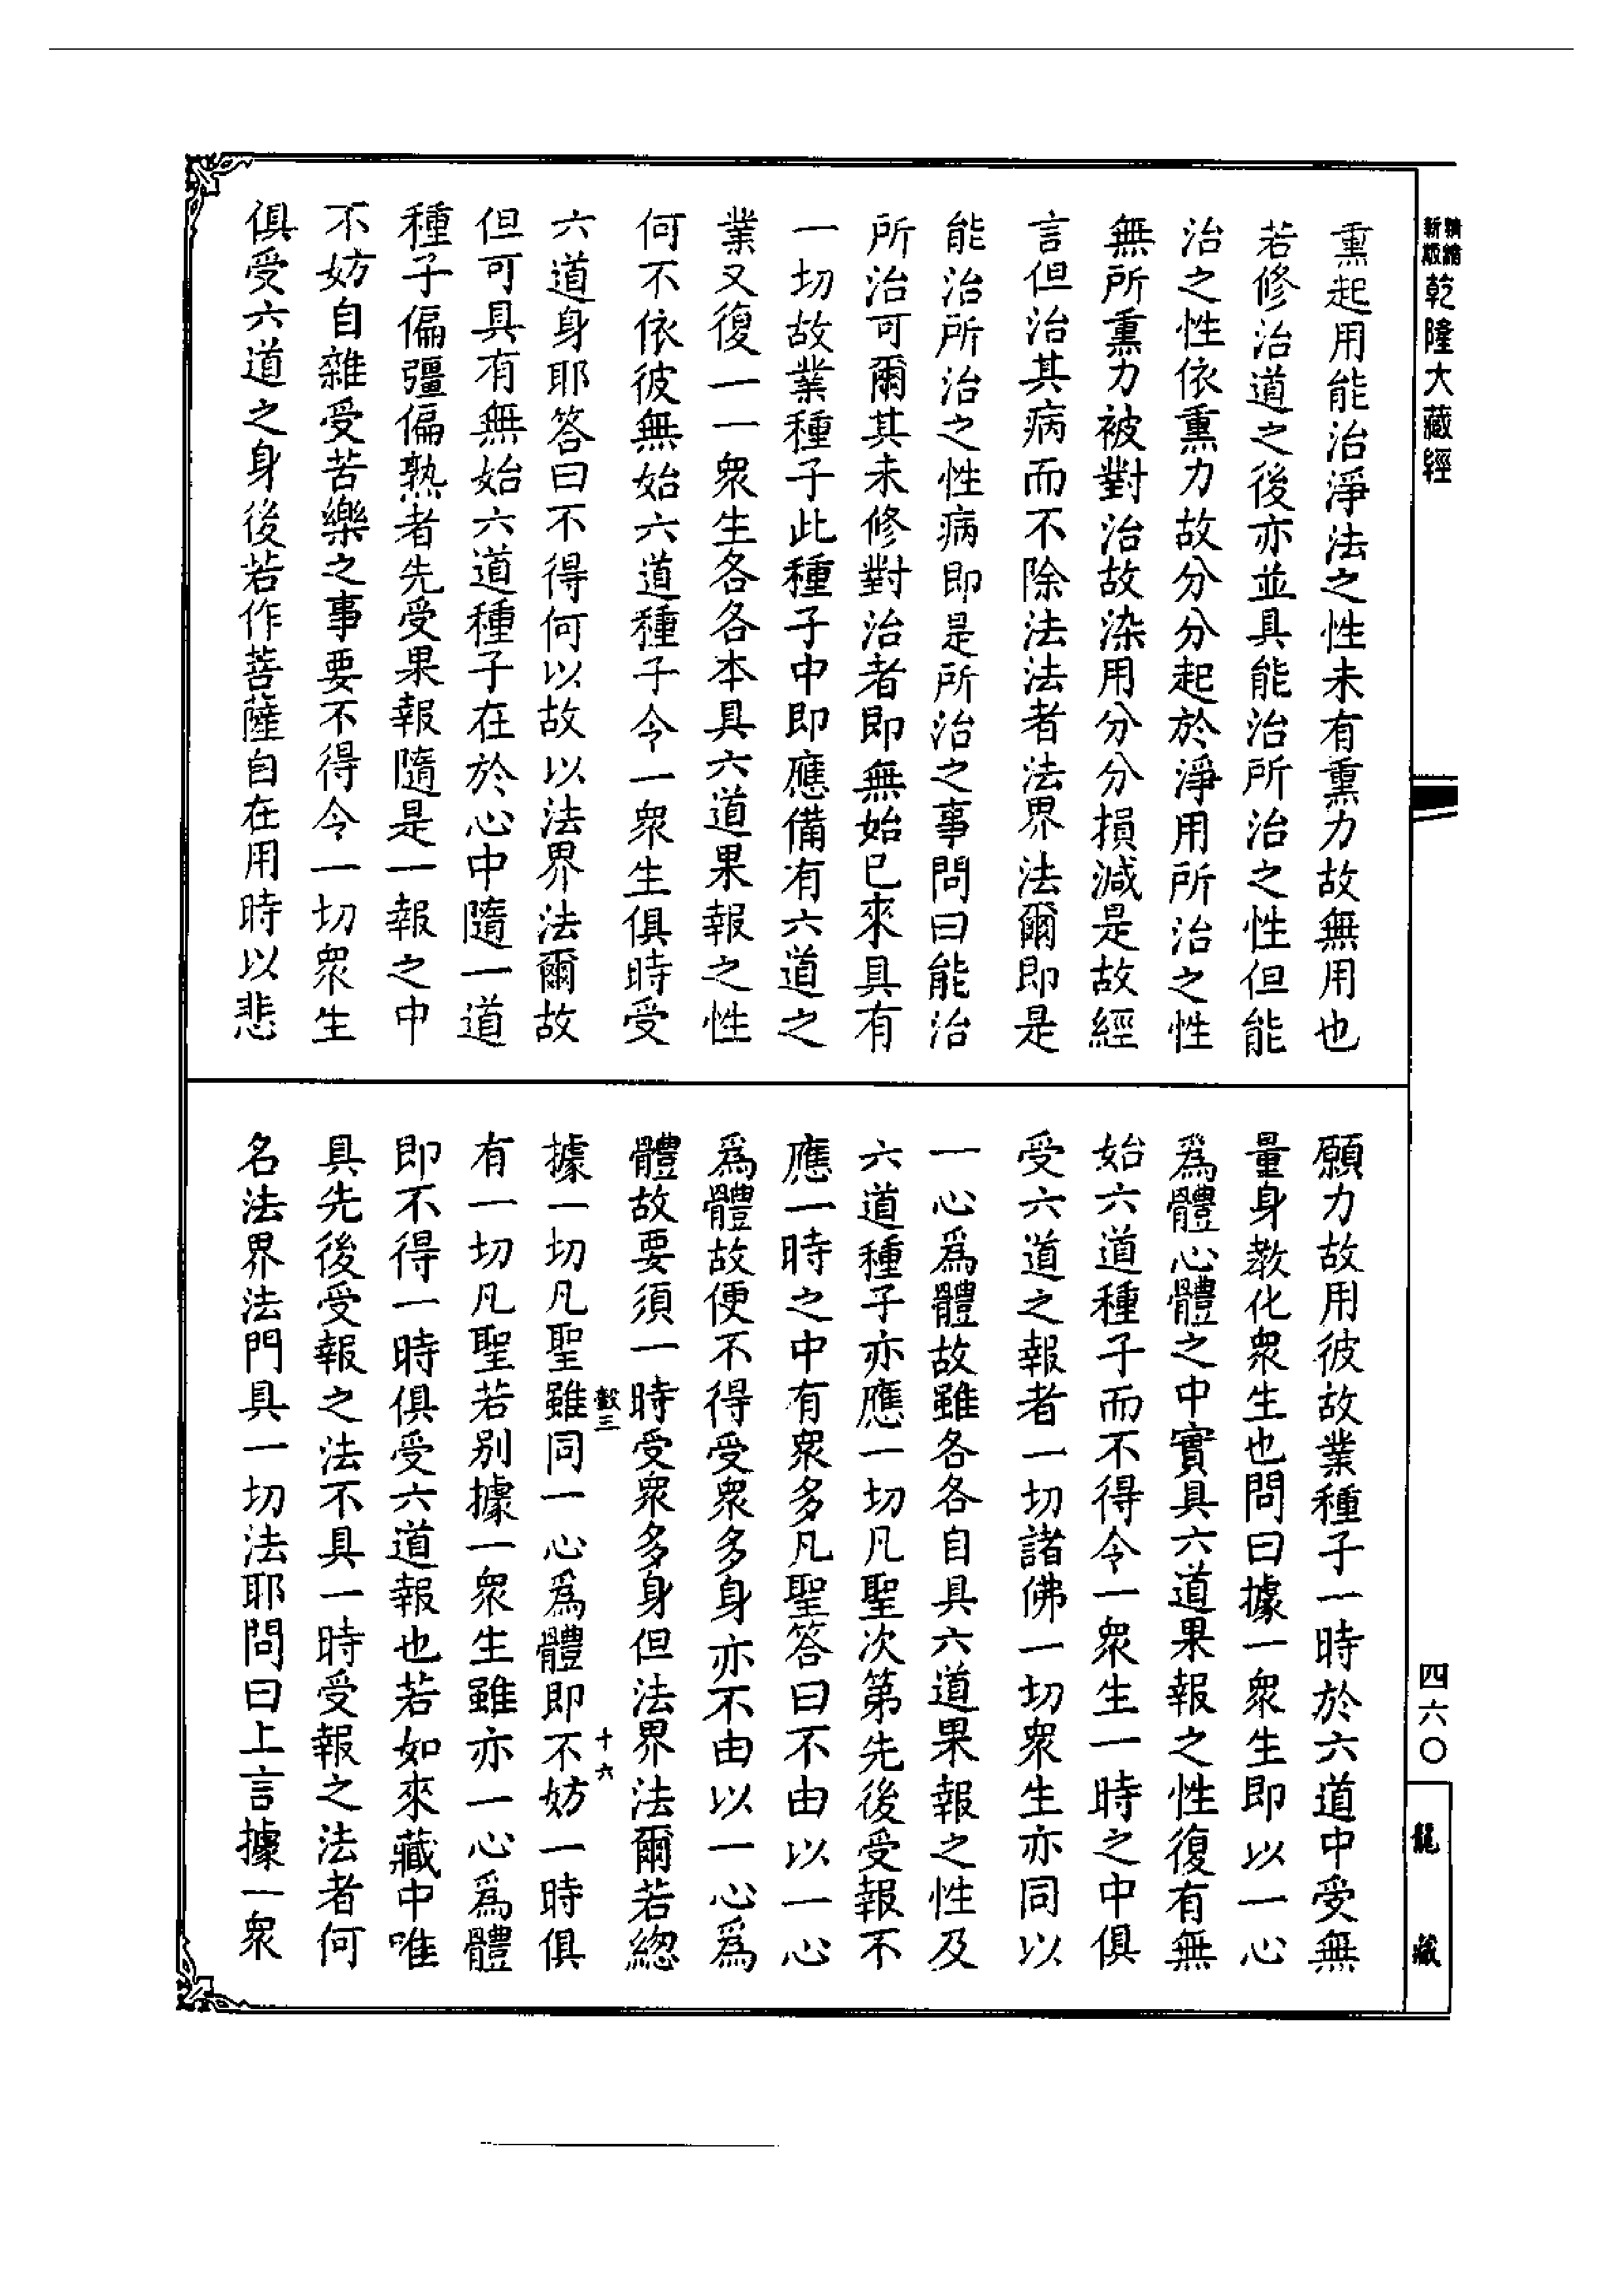 精縮新版
乾隆大藏經
熏起用能治淨法之性未有熏力故無用也
若修治道之後亦並具能治所治之性但能
治之性依熏力故分分起於淨用所治之性
無所熏力被對治故染用分分損減是故經
言但治其病而不除法法者法界法爾即是
能治所治之性病即是所治之事問曰能治
所治可爾其未修對治者即無始已來具有
一切故業種子此種子中即應備有六道之
業又復一一眾生各各本具六道果報之性
何不依彼無始六道種子令一眾生俱時受
六道身耶答曰不得何以故以法界法爾故
但可具有無始六道種子在於心中隨一道
種子偏彊偏熟者先受果報隨是一報之中
不妨自雜受苦樂之事要不得令一切眾生
俱受六道之身後若作菩薩自在用時以悲
願力故用彼故業種子一時於六道中受無
量身教化眾生也問曰據一眾生即以一心
爲體心體之中實具六道果報之性復有無
始六道種子而不得令一眾生一時之中俱
受六道之報者一切諸佛一切眾生亦同以
一心爲體故雖各各自具六道果報之性及
六道種子亦應一切凡聖次第先後受報不
應一時之中有眾多凡聖答曰不由以一心
爲體故便不得受眾多身亦不由以一心爲
體故要須一時受眾多身但法界法爾若緫
據一切凡聖雖同一心爲體即不妨一時俱
有一切凡聖若別據一眾生雖亦一心爲體
即不得一時俱受六道報也若如來藏中唯
具先後受報之法不具一時受報之法者何
名法界法門具一切法耶問曰上言據一眾
三
十六
四六〇
龍藏